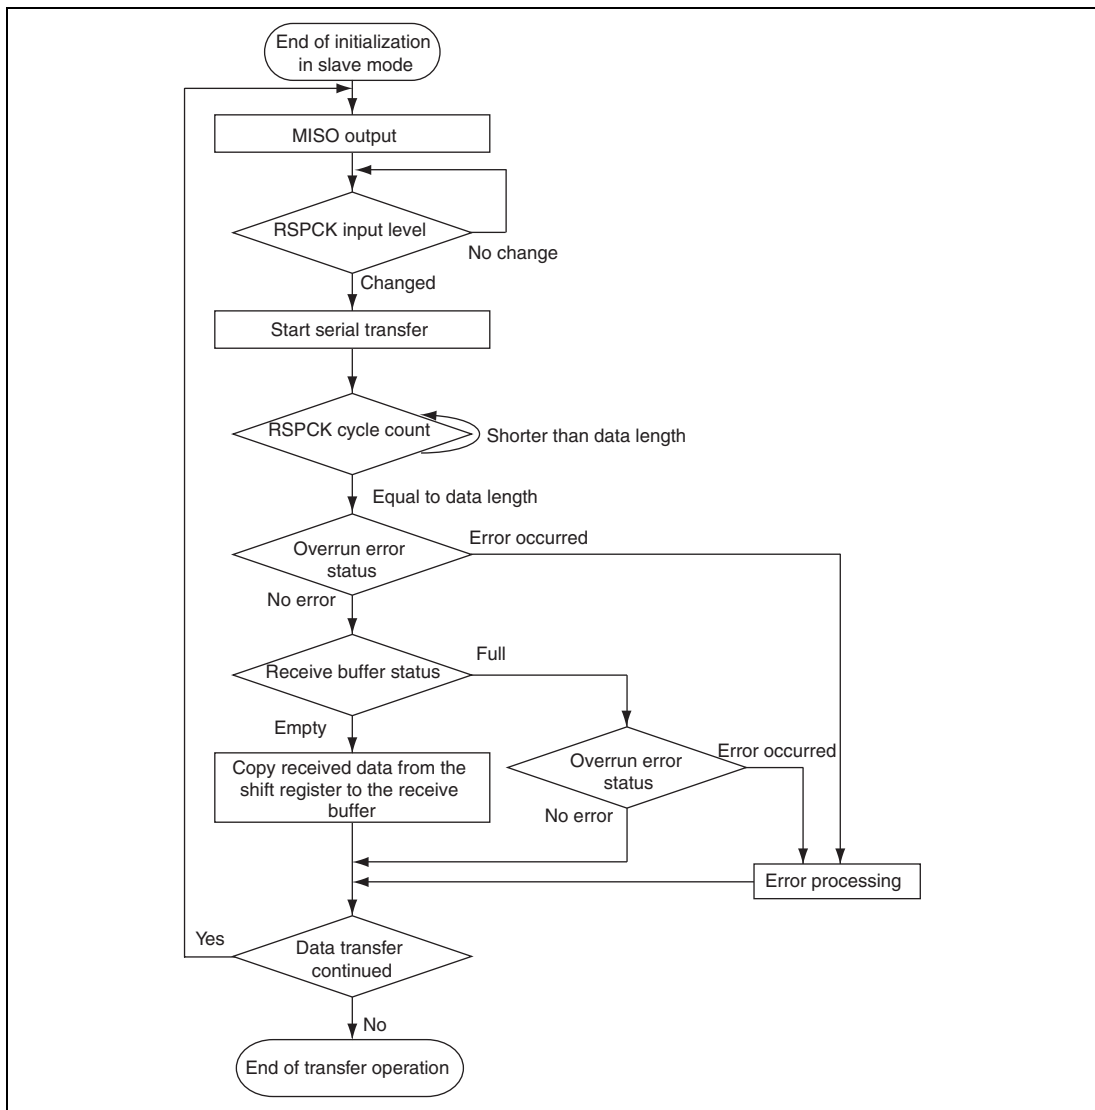 End of initialization
in slave mode
MISO output
RSPCK input level
No change
Changed
Start serial transfer
RSPCK cycle count
Shorter than data length
Equal to data length
Error occurred
Overrun error
status
No error
Full
Receive buffer status
Empty
Error occurred
Copy received data from the
shift register to the receive
buffer
Overrun error
status
No error
Error processing
Yes
Data transfer
continued
No
End of transfer operation